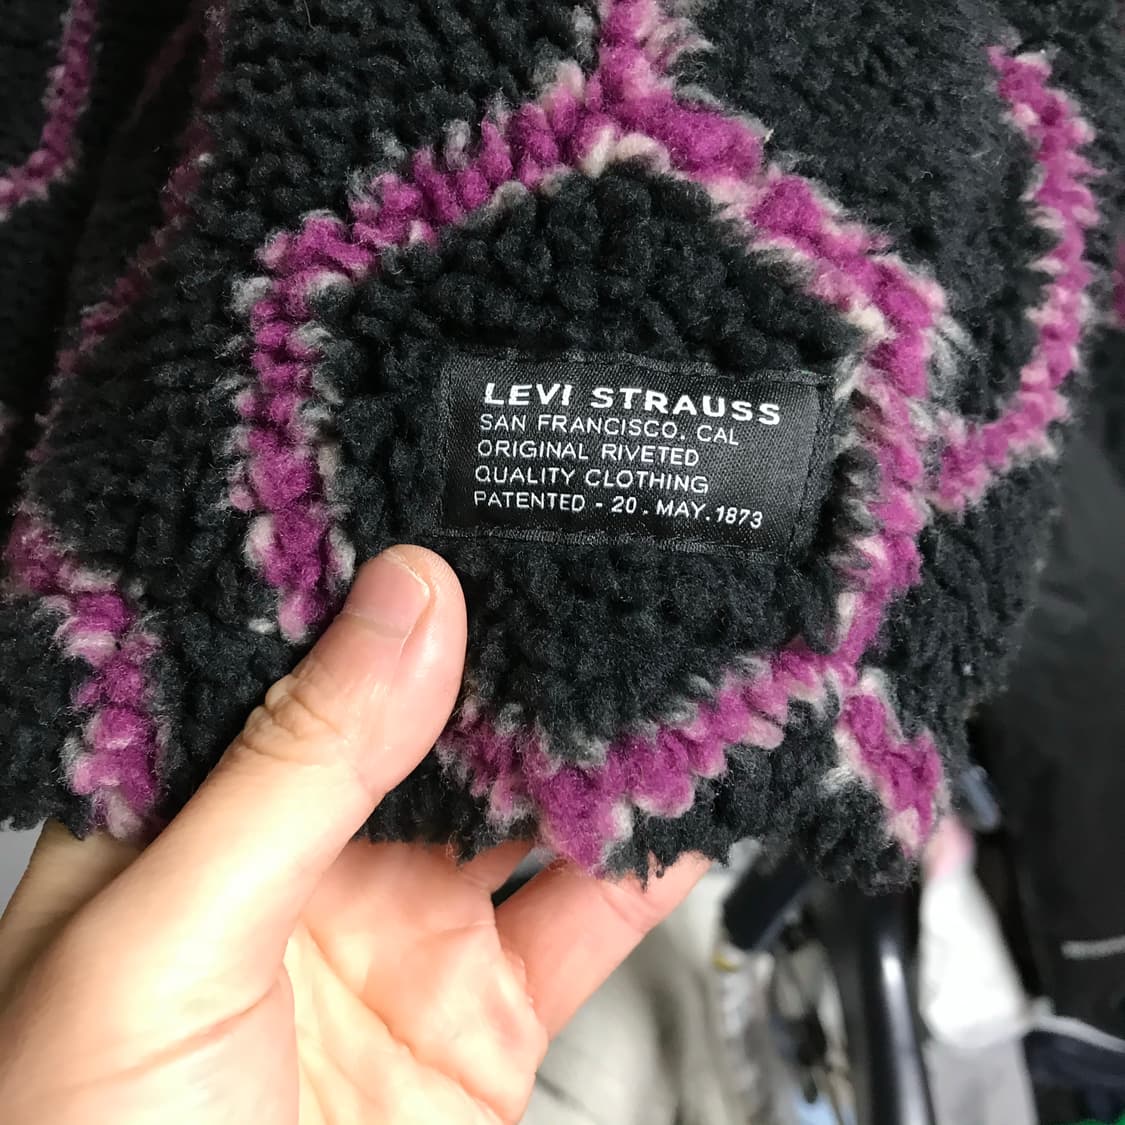 LEVI STRAUSS
SAN FRANCISCO. CAL
ORIGINAL RIVETED
QUALITY CLOTHING
PATENTED - 20 . MAY . 1873